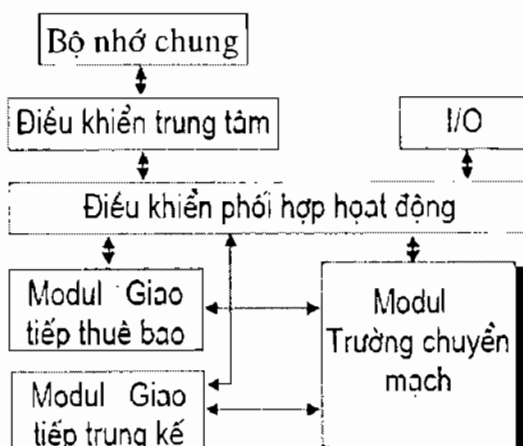 Bộ nhớ chung
Điều khiển trung tâm
I/O
Điều khiển phối hợp họat động
Modul Giao
tiếp thuê bao
Modul
Trường chuyển
mạch
Modul Giao
tiếp trung kế